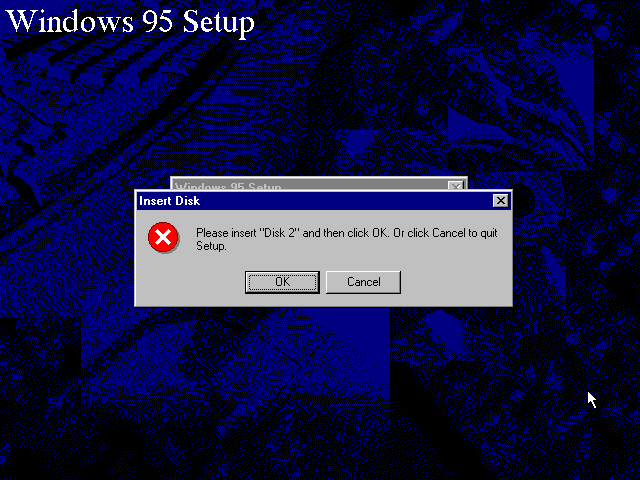 Windows 95 Setup
Windows 95 Setup
Insert Disk
Please insert "Disk 2" and then click OK. Or click Cancel to quit
Setup.
OK
Cancel